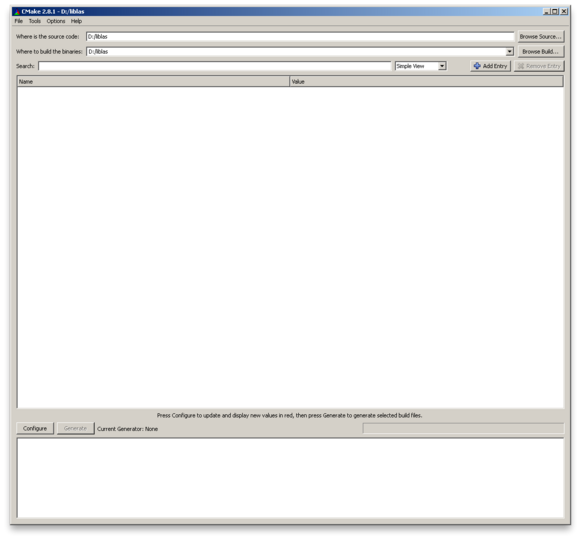 CMake 2.8.1 - D:/liblas
File Tools Options Help
Where is the source code: D:/liblas Browse Source...
Where to build the binaries: D:/liblas Browse Build...
Search: Simple View Add Entry Remove Entry
Name Value
Press Configure to update and display new values in red, then press Generate to generate selected build files.
Configure Generate Current Generator: None